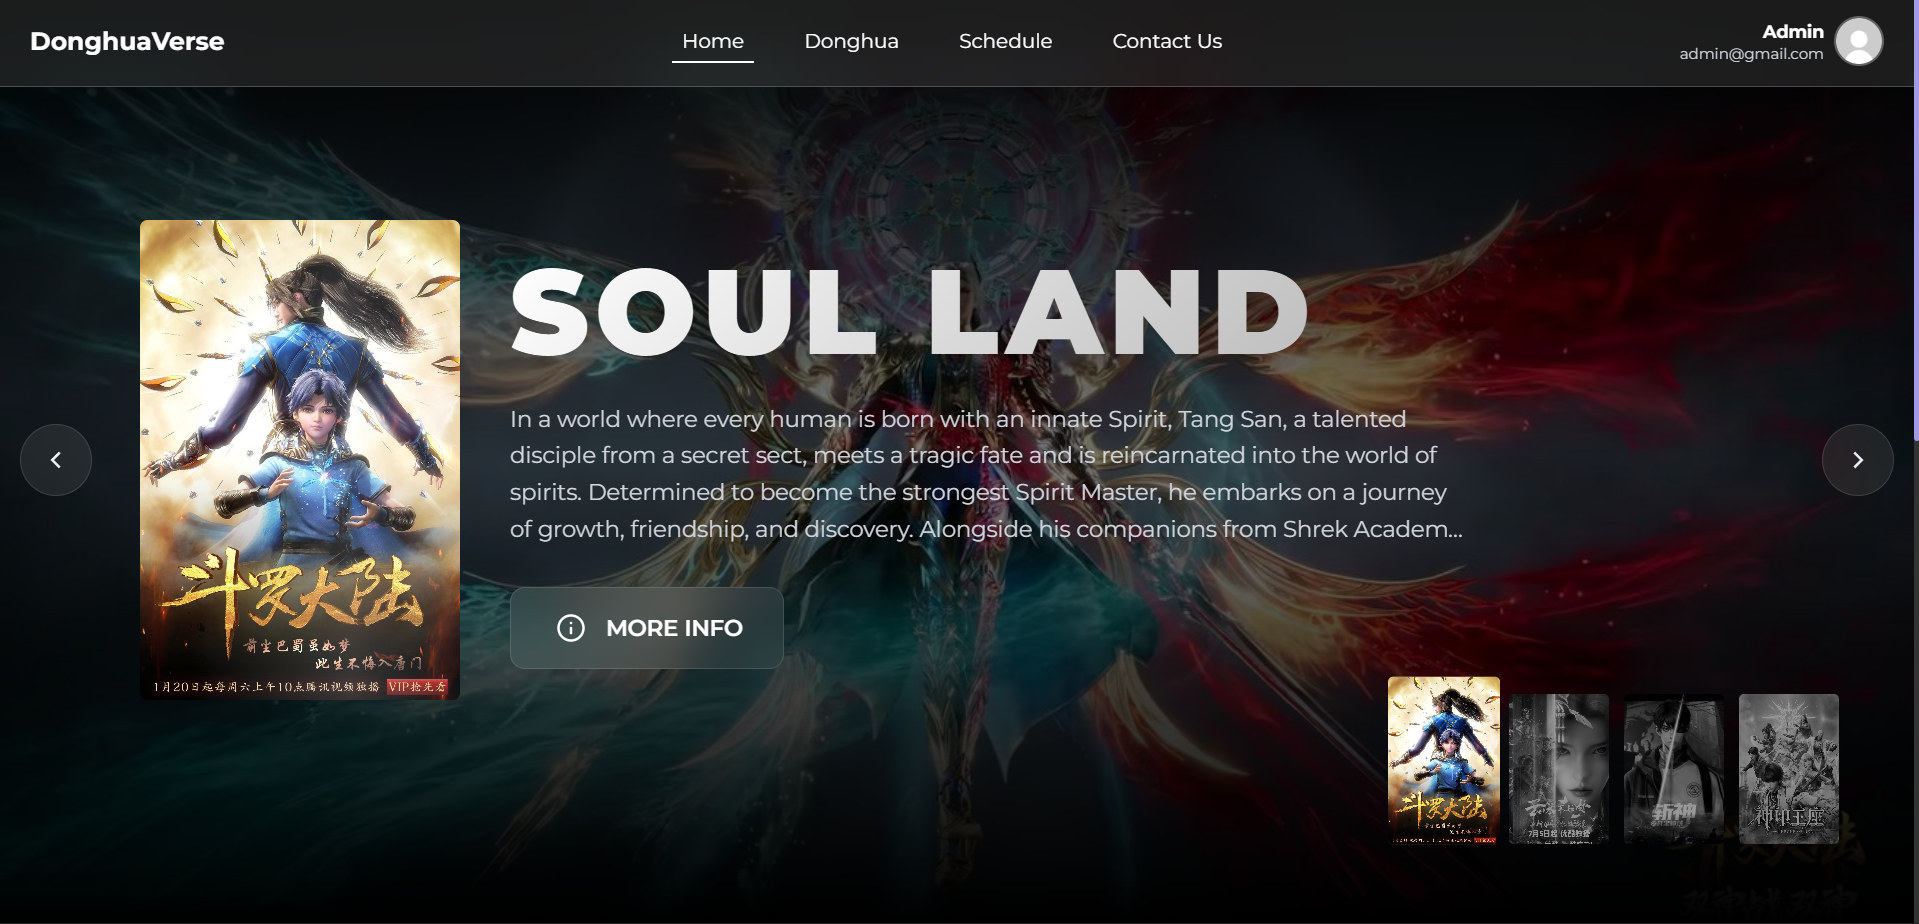 DonghuaVerse
Home
Donghua
Schedule
Contact Us
Admin
admin@gmail.com
SOUL LAND
In a world where every human is born with an innate Spirit, Tang San, a talented
disciple from a secret sect, meets a tragic fate and is reincarnated into the world of
spirits. Determined to become the strongest Spirit Master, he embarks on a journey
of growth, friendship, and discovery. Alongside his companions from Shrek Academ...
MORE INFO
斗罗大陆
前尘巴蜀虽如梦
此生不悔入唐门
1月20日起每周六上午10点腾讯视频独播 VIP抢先看
斗罗大陆
斩神
神印王座